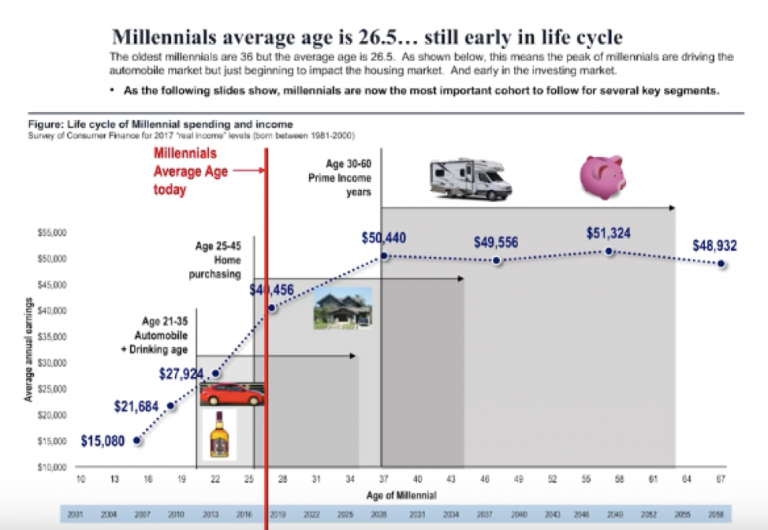 Millennials average age is 26.5… still early in life cycle
The oldest millennials are 36 but the average age is 26.5. As shown below, this means the peak of millennials are driving the
automobile market but just beginning to impact the housing market. And early in the investing market.
• As the following slides show, millennials are now the most important cohort to follow for several key segments.
Figure: Life cycle of Millennial spending and income
Survey of Consumer Finance for 2017 "real income" levels (born between 1981-2000)
Millennials
Average Age
today
Age 30-60
Prime Income
years
Age 25-45
Home
purchasing
Age 21-35
Automobile
+ Drinking age
$15,080
$21,684
$27,924
$40,456
$50,440
$49,556
$51,324
$48,932
Average annual earnings
$55,000
$50,000
$45,000
$40,000
$35,000
$30,000
$25,000
$20,000
$15,000
$10,000
10 13 16 19 22 25 28 31 34 37 40 43 46 49 52 55 58 61 64 67
Age of Millennial
2001 2004 2007 2010 2013 2016 2019 2022 2025 2028 2031 2034 2037 2040 2043 2046 2049 2052 2055 2058